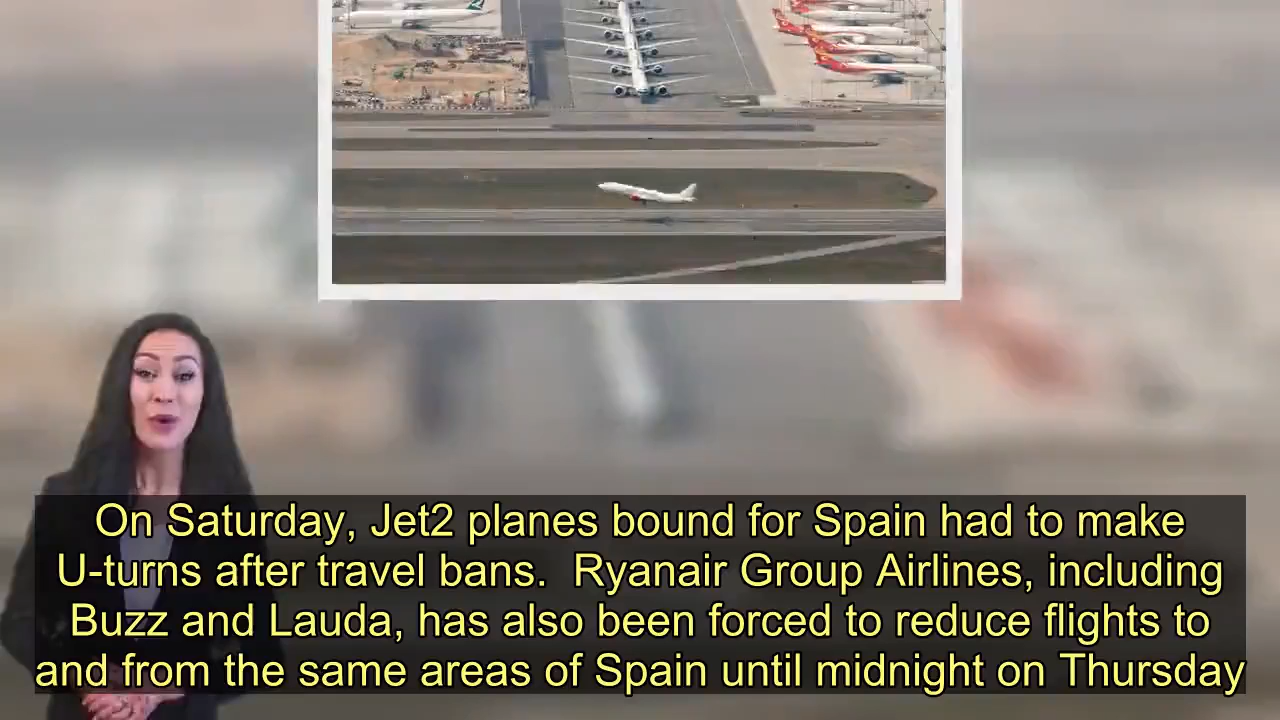 On Saturday, Jet2 planes bound for Spain had to make
U-turns after travel bans.  Ryanair Group Airlines, including
Buzz and Lauda, has also been forced to reduce flights to
and from the same areas of Spain until midnight on Thursday